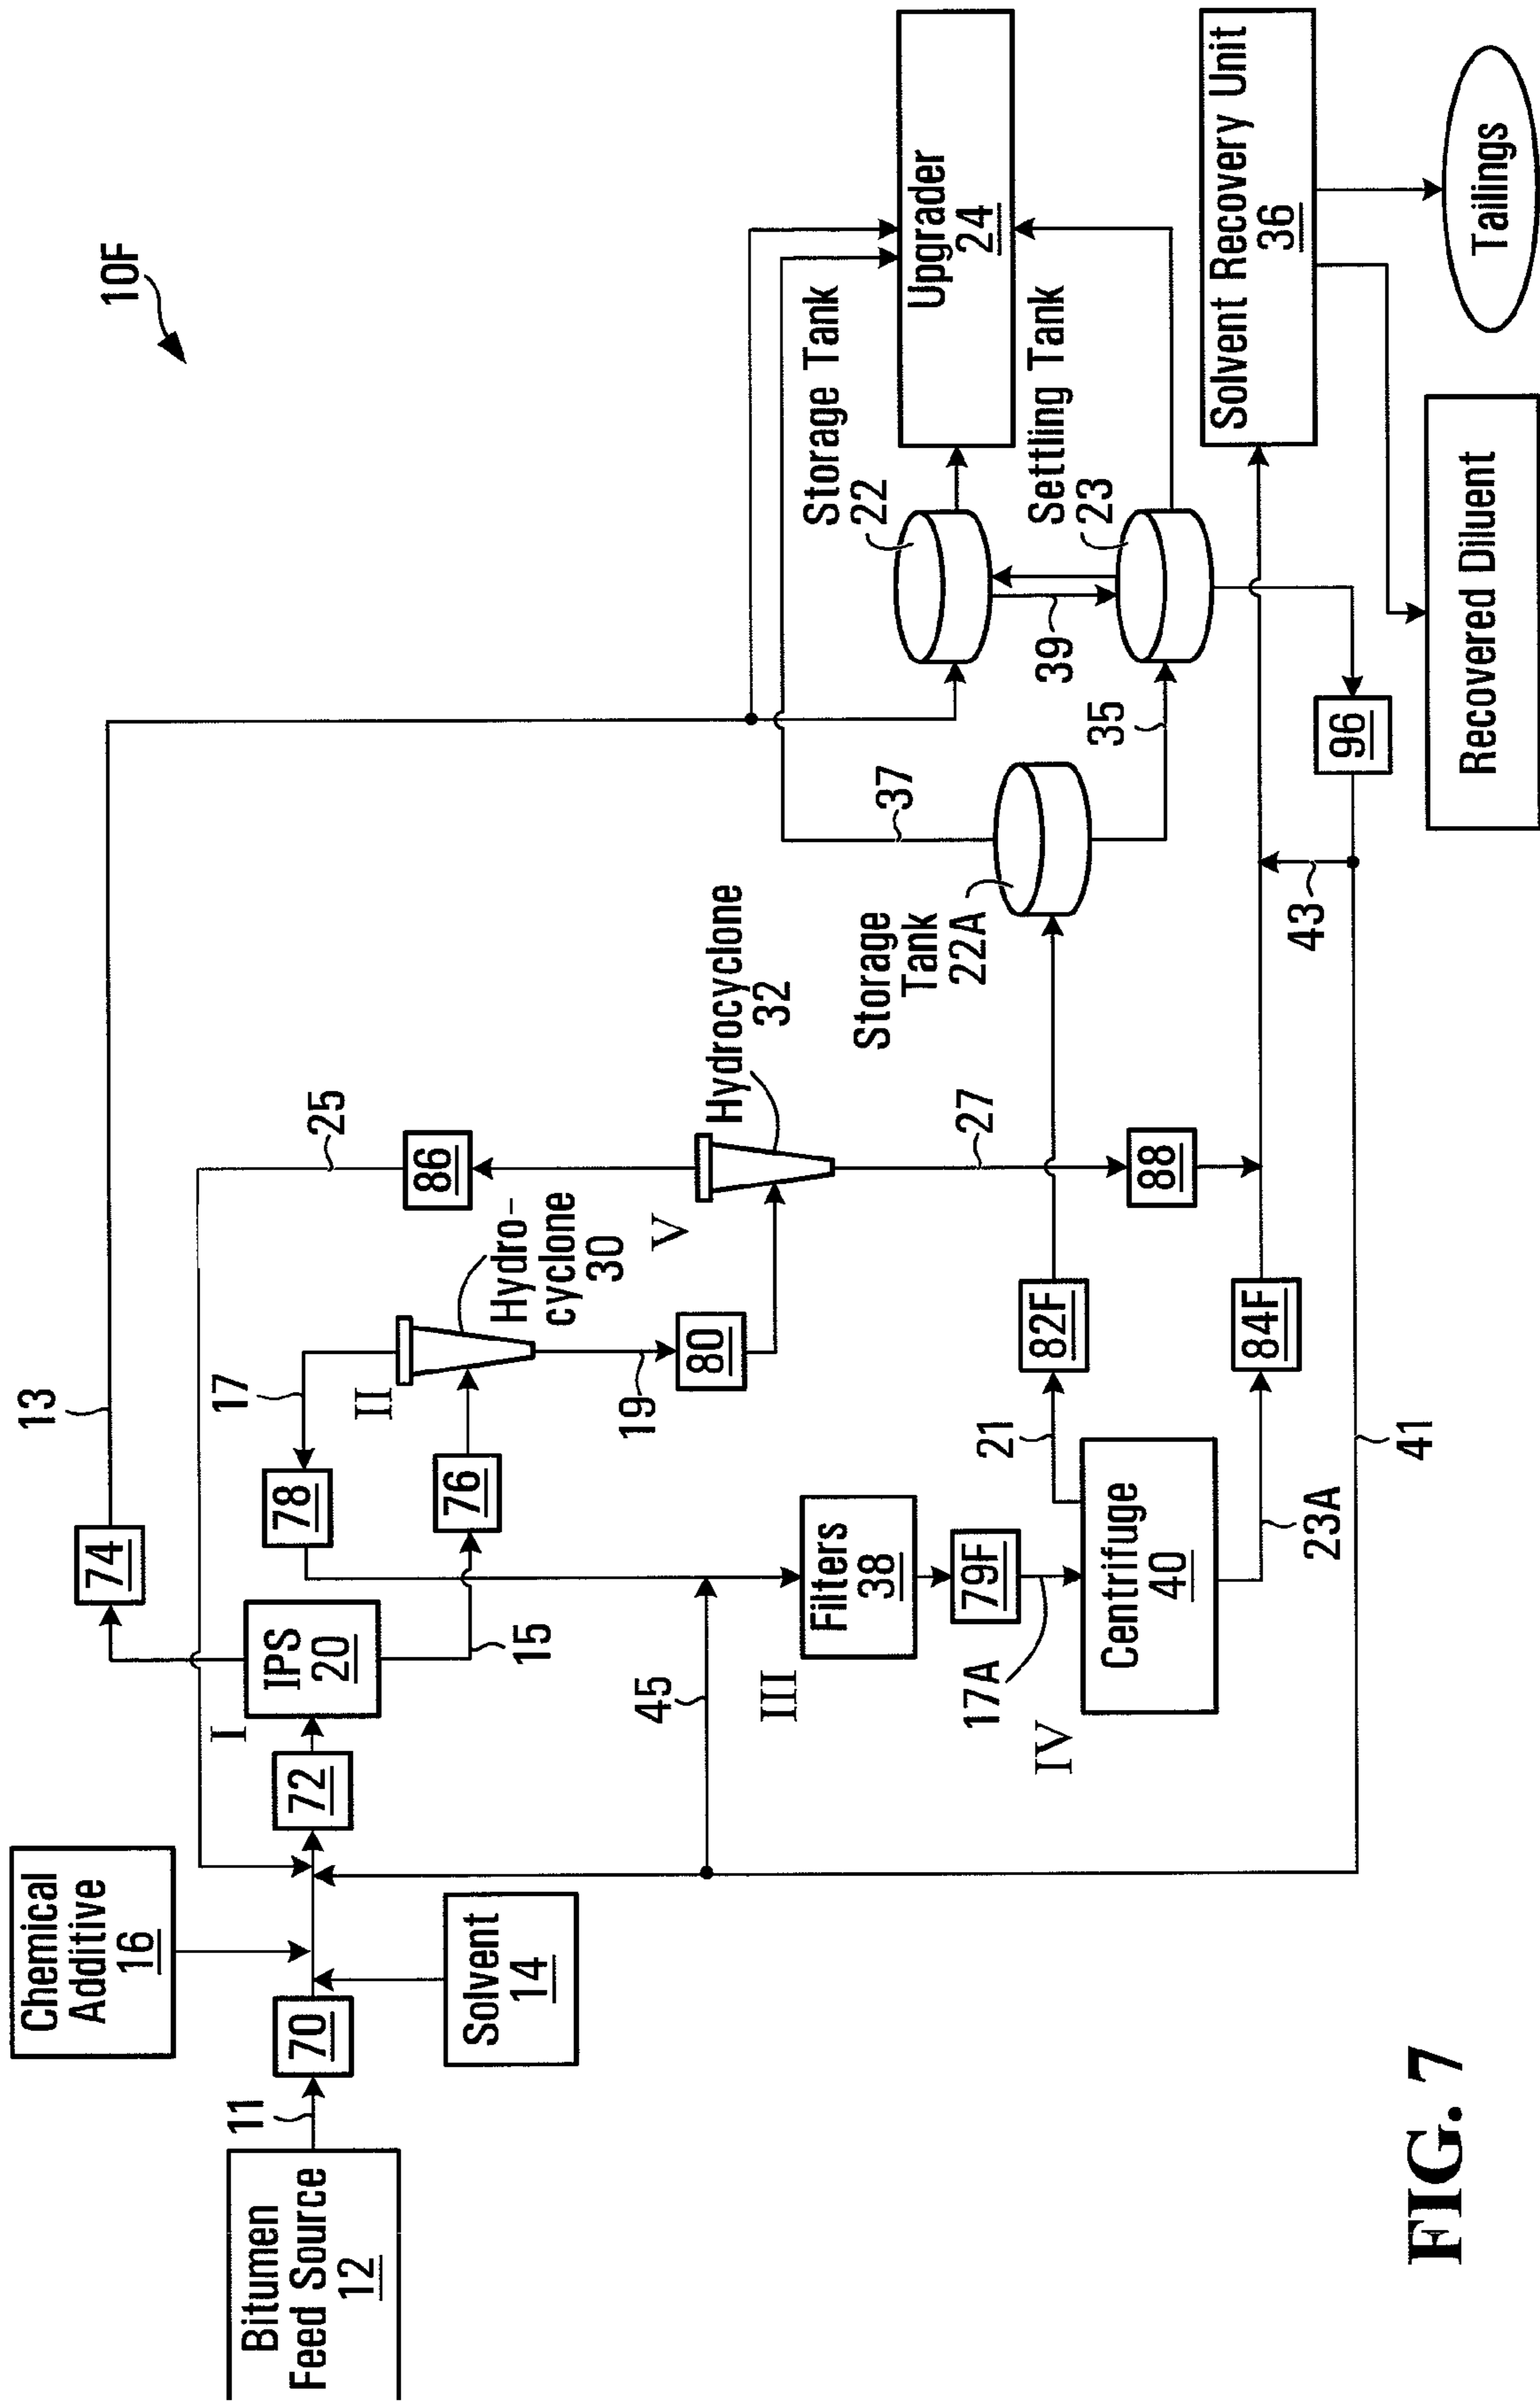 10F
Chemical
Additive
16
Bitumen
Feed Source
12
11
70
Solvent
14
72
I
IPS
20
74
13
15
76
78
17
II
Hydro-
cyclone
30
19
80
V
86
25
Hydrocyclone
32
27
88
45
III
Filters
38
79F
17A
IV
Centrifuge
40
21
82F
23A
84F
41
Storage
Tank
22A
37
35
39
Storage Tank
22
Settling Tank
23
Upgrader
24
43
96
Solvent Recovery Unit
36
Recovered Diluent
Tailings
FIG. 7